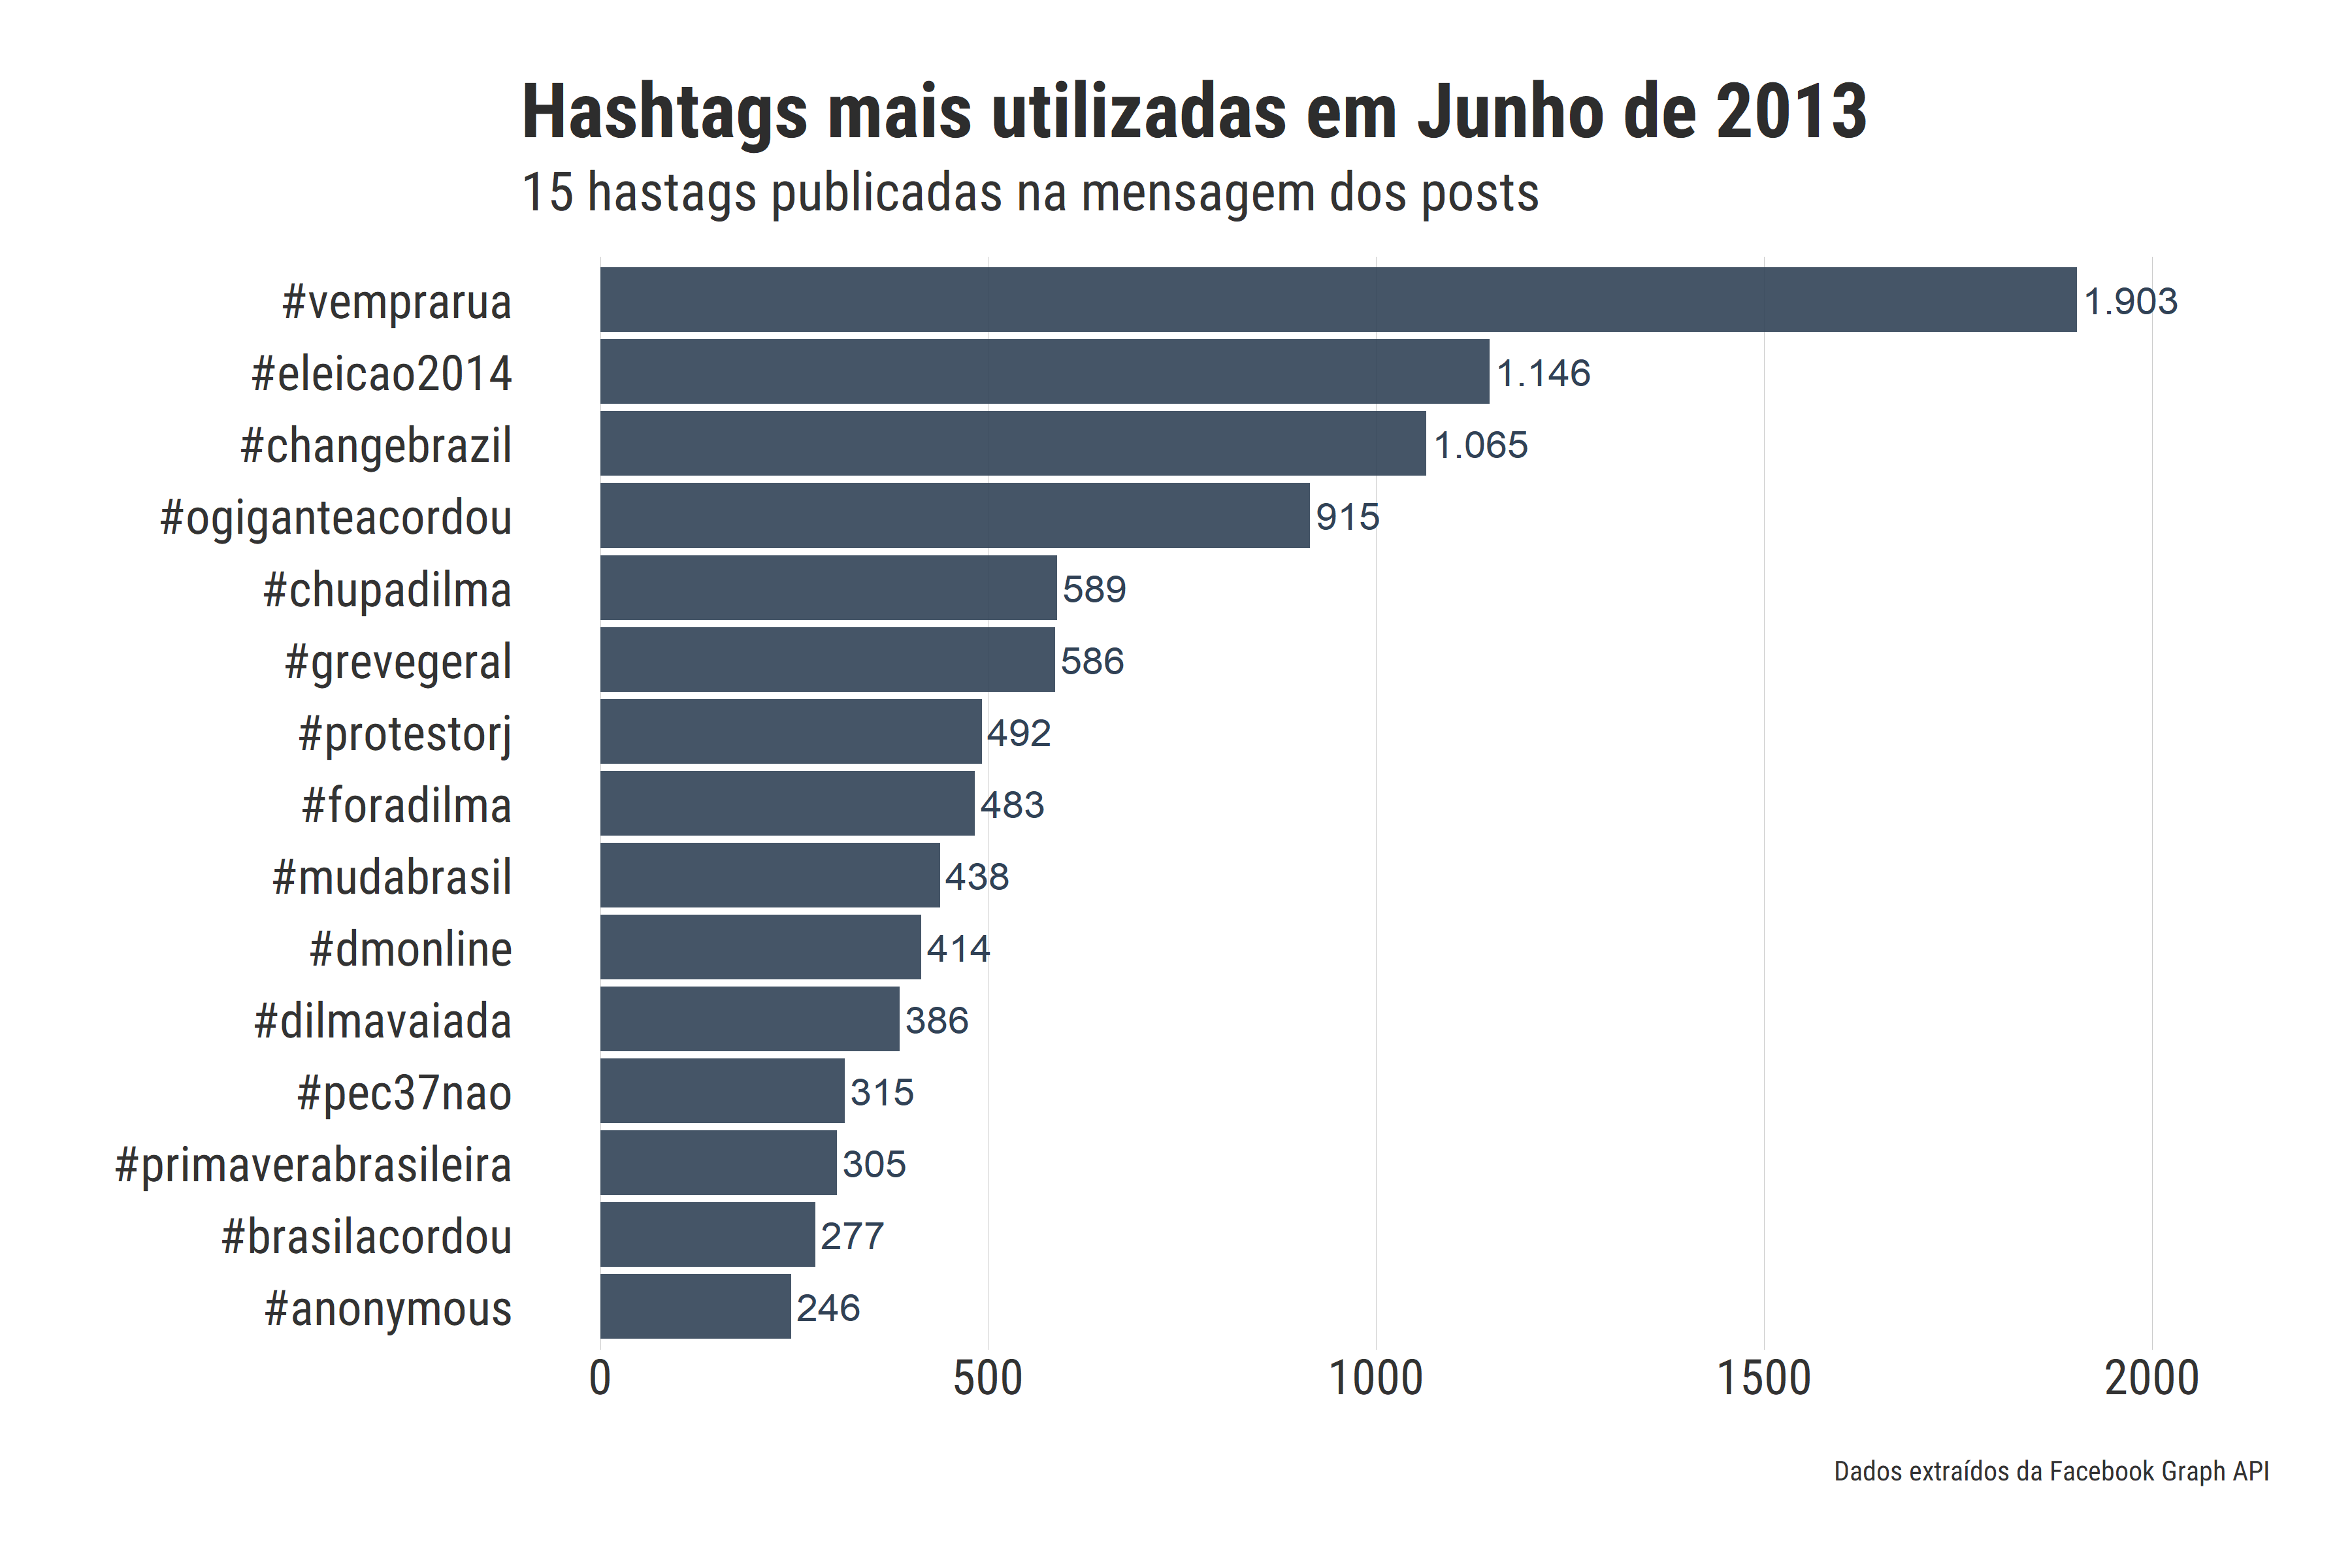 Hashtags mais utilizadas em Junho de 2013
15 hastags publicadas na mensagem dos posts
#vemprarua 1.903
#eleicao2014 1.146
#changebrazil 1.065
#ogiganteacordou 915
#chupadilma 589
#grevegeral 586
#protestorj 492
#foradilma 483
#mudabrasil 438
#dmonline 414
#dilmavaiada 386
#pec37nao 315
#primaverabrasileira 305
#brasilacordou 277
#anonymous 246
0 500 1000 1500 2000
Dados extraídos da Facebook Graph API